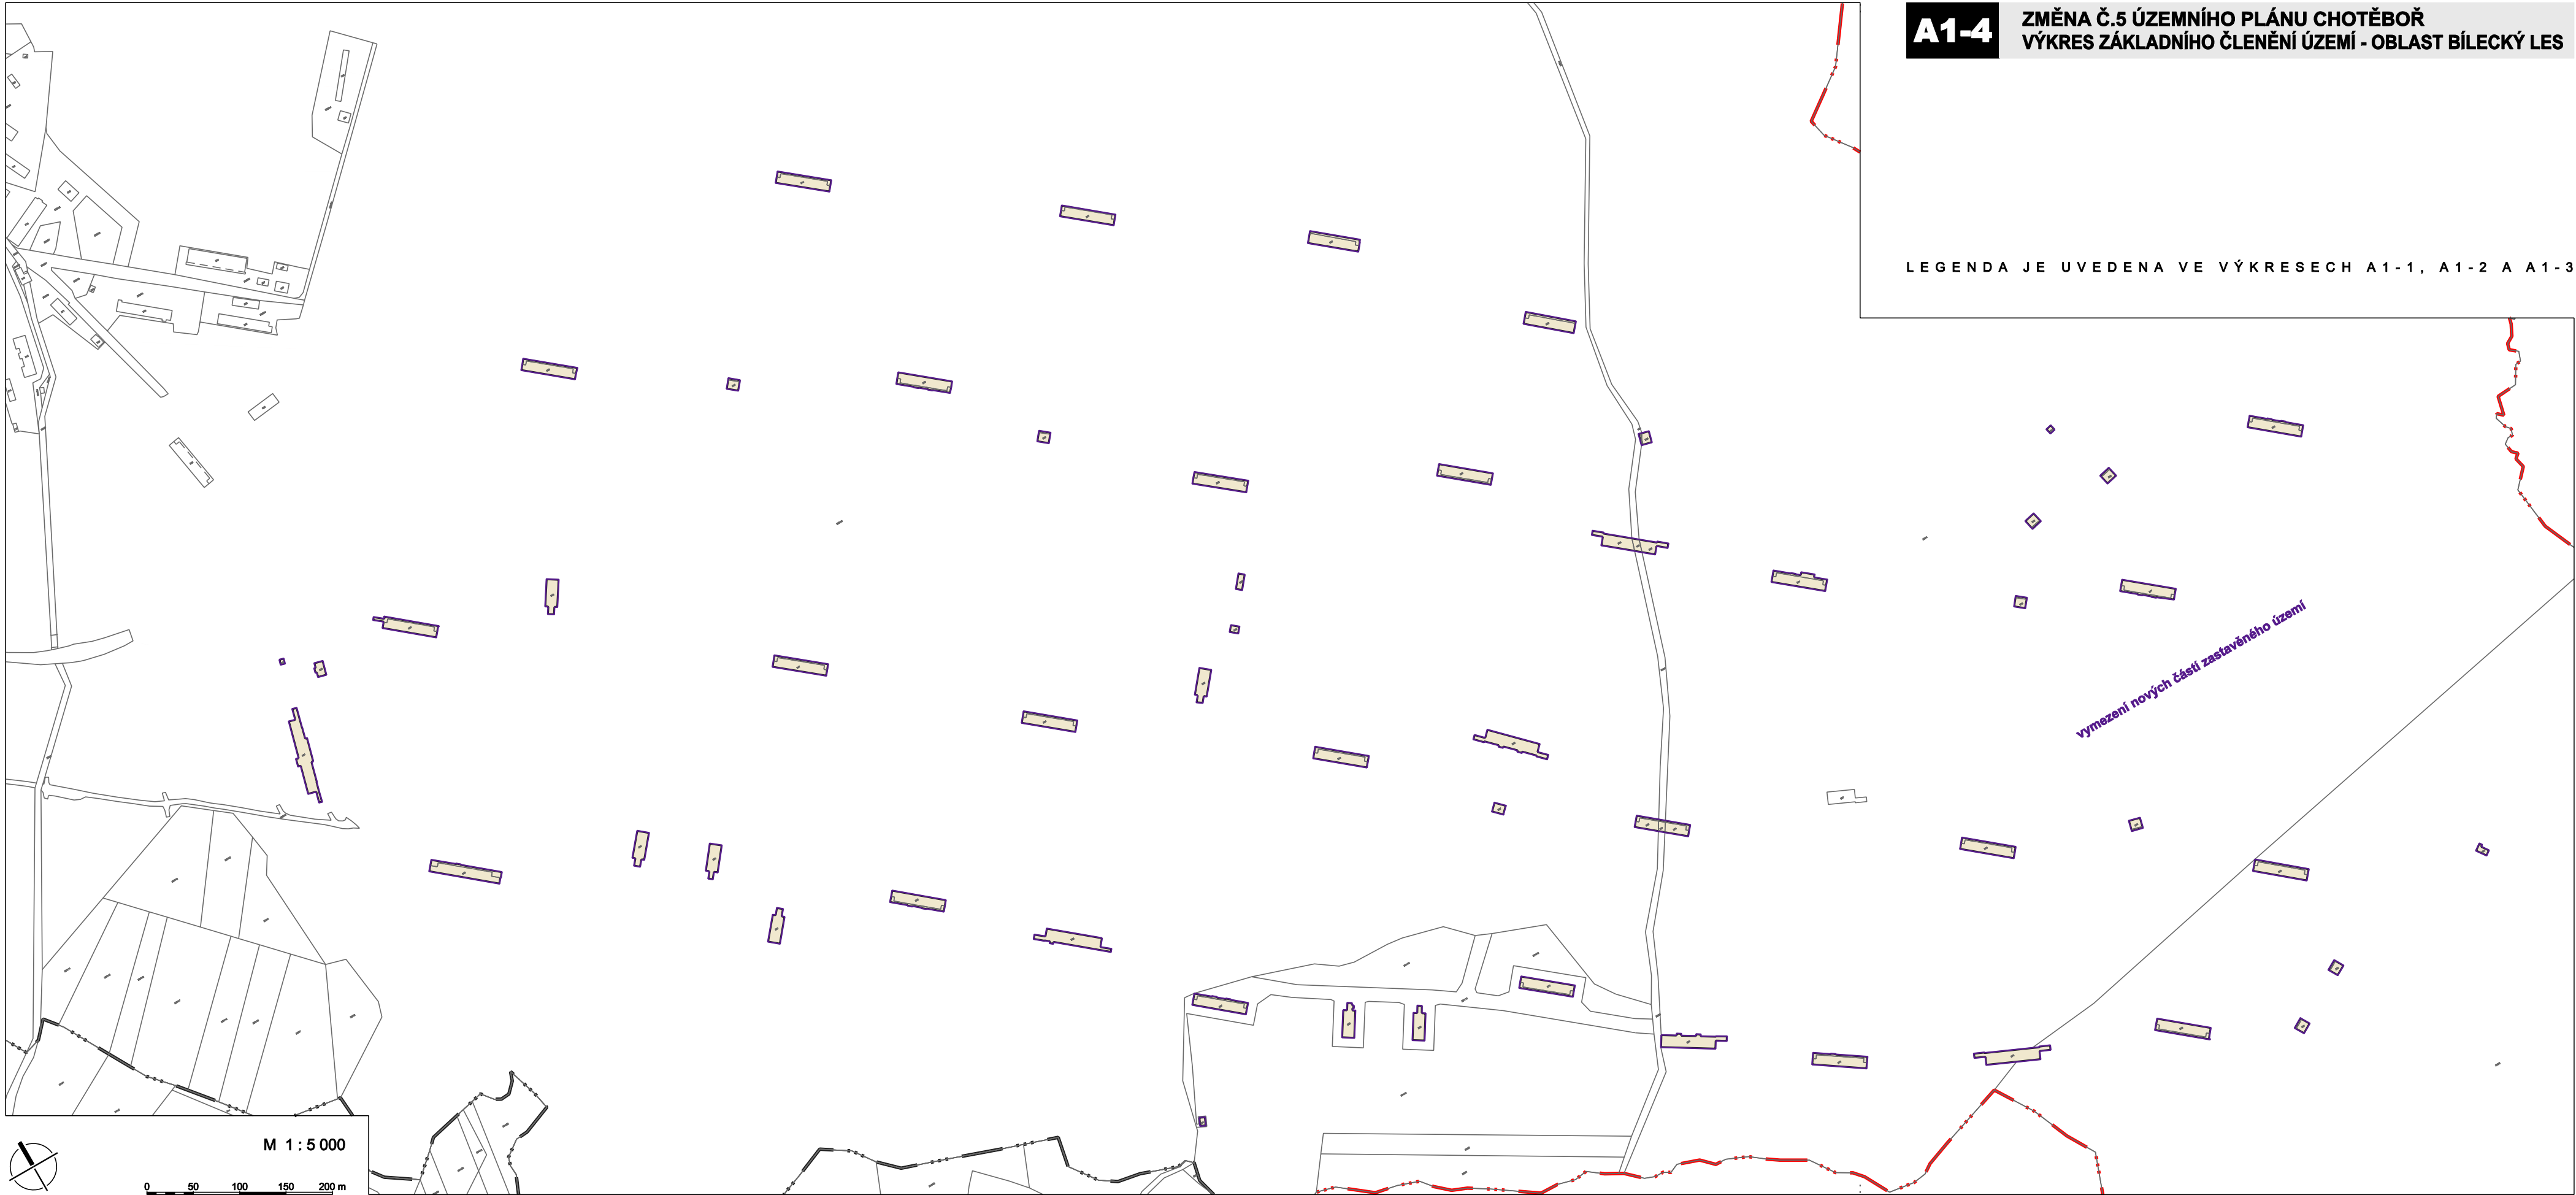 A1-4
ZMĚNA Č.5 ÚZEMNÍHO PLÁNU CHOTĚBOŘ
VÝKRES ZÁKLADNÍHO ČLENĚNÍ ÚZEMÍ - OBLAST BÍLECKÝ LES
LEGENDA JE UVEDENA VE VÝKRESECH A1-1, A1-2 A A1-3
vymezení nových částí zastavěného území
M 1 : 5 000
0 50 100 150 200 m